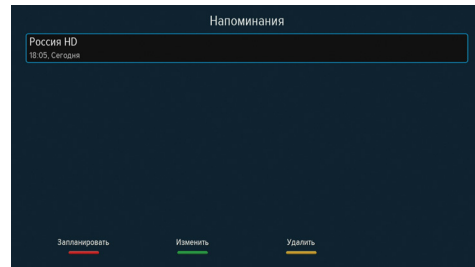 Напоминания
Россия HD
18:05, Сегодня
Запланировать Изменить Удалить